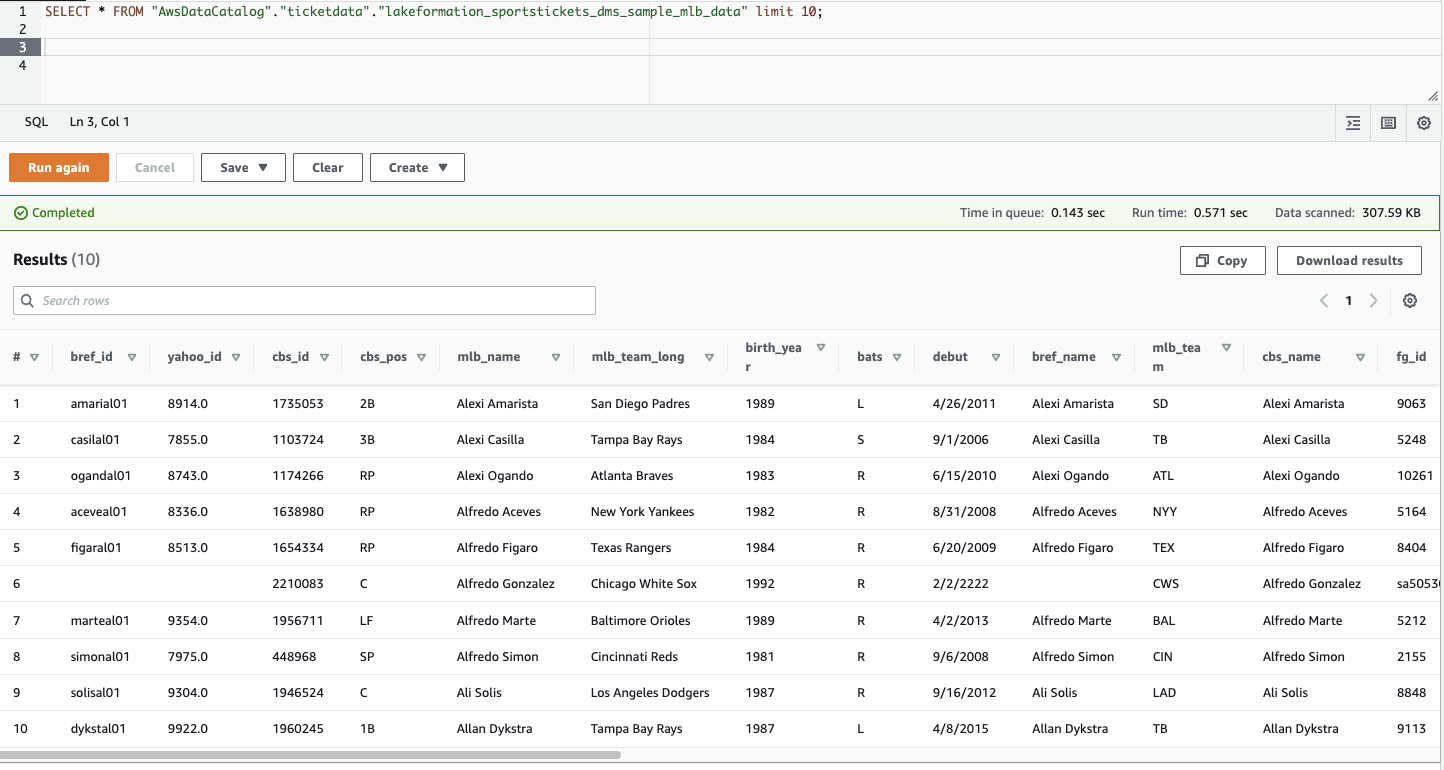 1 SELECT * FROM "AwsDataCatalog"."ticketdata"."lakeformation_sportstickets_dms_sample_mlb_data" limit 10;
2
3
4
SQL Ln 3, Col 1
Run again Cancel Save Clear Create
Completed Time in queue: 0.143 sec Run time: 0.571 sec Data scanned: 307.59 KB
Results (10) Copy Download results
Search rows 1
# bref_id yahoo_id cbs_id cbs_pos mlb_name mlb_team_long birth_year bats debut bref_name mlb_team cbs_name fg_id
1 amarial01 8914.0 1735053 2B Alexi Amarista San Diego Padres 1989 L 4/26/2011 Alexi Amarista SD Alexi Amarista 9063
2 casilal01 7855.0 1103724 3B Alexi Casilla Tampa Bay Rays 1984 S 9/1/2006 Alexi Casilla TB Alexi Casilla 5248
3 ogandal01 8743.0 1174266 RP Alexi Ogando Atlanta Braves 1983 R 6/15/2010 Alexi Ogando ATL Alexi Ogando 10261
4 aceveal01 8336.0 1638980 RP Alfredo Aceves New York Yankees 1982 R 8/31/2008 Alfredo Aceves NYY Alfredo Aceves 5164
5 figaral01 8513.0 1654334 RP Alfredo Figaro Texas Rangers 1984 R 6/20/2009 Alfredo Figaro TEX Alfredo Figaro 8404
6 2210083 C Alfredo Gonzalez Chicago White Sox 1992 R 2/2/2222 CWS Alfredo Gonzalez sa5053
7 marteal01 9354.0 1956711 LF Alfredo Marte Baltimore Orioles 1989 R 4/2/2013 Alfredo Marte BAL Alfredo Marte 5212
8 simonal01 7975.0 448968 SP Alfredo Simon Cincinnati Reds 1981 R 9/6/2008 Alfredo Simon CIN Alfredo Simon 2155
9 solisal01 9304.0 1946524 C Ali Solis Los Angeles Dodgers 1987 R 9/16/2012 Ali Solis LAD Ali Solis 8848
10 dykstal01 9922.0 1960245 1B Allan Dykstra Tampa Bay Rays 1987 L 4/8/2015 Allan Dykstra TB Allan Dykstra 9113